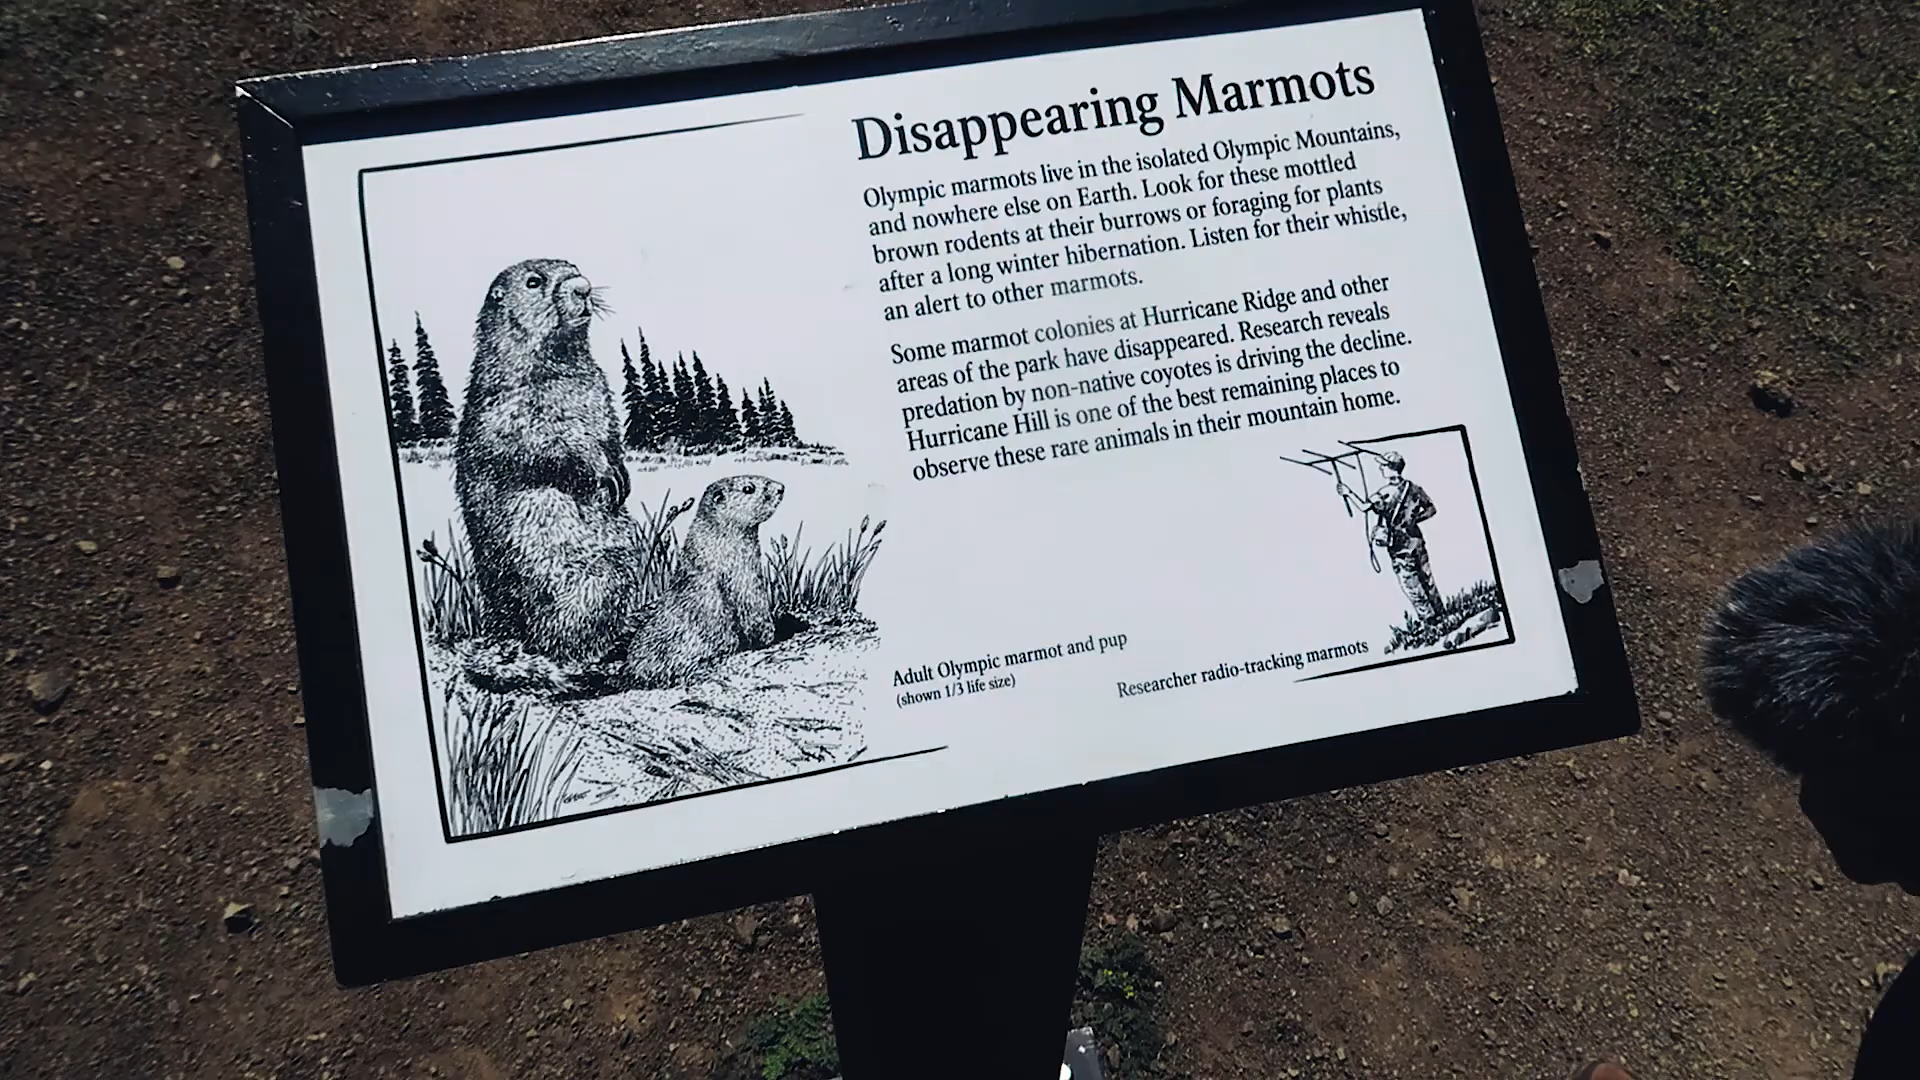 Disappearing Marmots
Olympic marmots live in the isolated Olympic Mountains,
and nowhere else on Earth. Look for these mottled
brown rodents at their burrows or foraging for plants
after a long winter hibernation. Listen for their whistle,
an alert to other marmots.
Some marmot colonies at Hurricane Ridge and other
areas of the park have disappeared. Research reveals
predation by non-native coyotes is driving the decline.
Hurricane Hill is one of the best remaining places to
observe these rare animals in their mountain home.
Adult Olympic marmot and pup
(shown 1/3 life size)
Researcher radio-tracking marmots